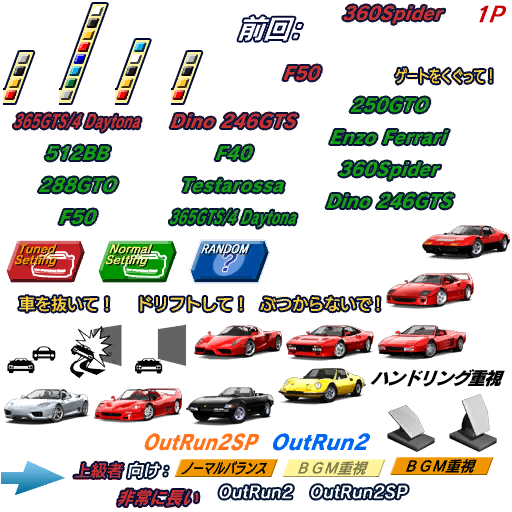 前回：
360Spider
1P
F50
ゲートをくぐって！
365GTS/4 Daytona
Dino 246GTS
250GTO
512BB
F40
Enzo Ferrari
288GTO
Testarossa
360Spider
F50
365GTS/4 Daytona
Dino 246GTS
Tuned Setting
Normal Setting
RANDOM
?
車を抜いて！
ドリフトして！
ぶつからないで！
ハンドリング重視
OutRun2SP
OutRun2
上級者 向け：
ノーマルバランス
ＢＧＭ重視
ＢＧＭ重視
非常に長い
OutRun2
OutRun2SP